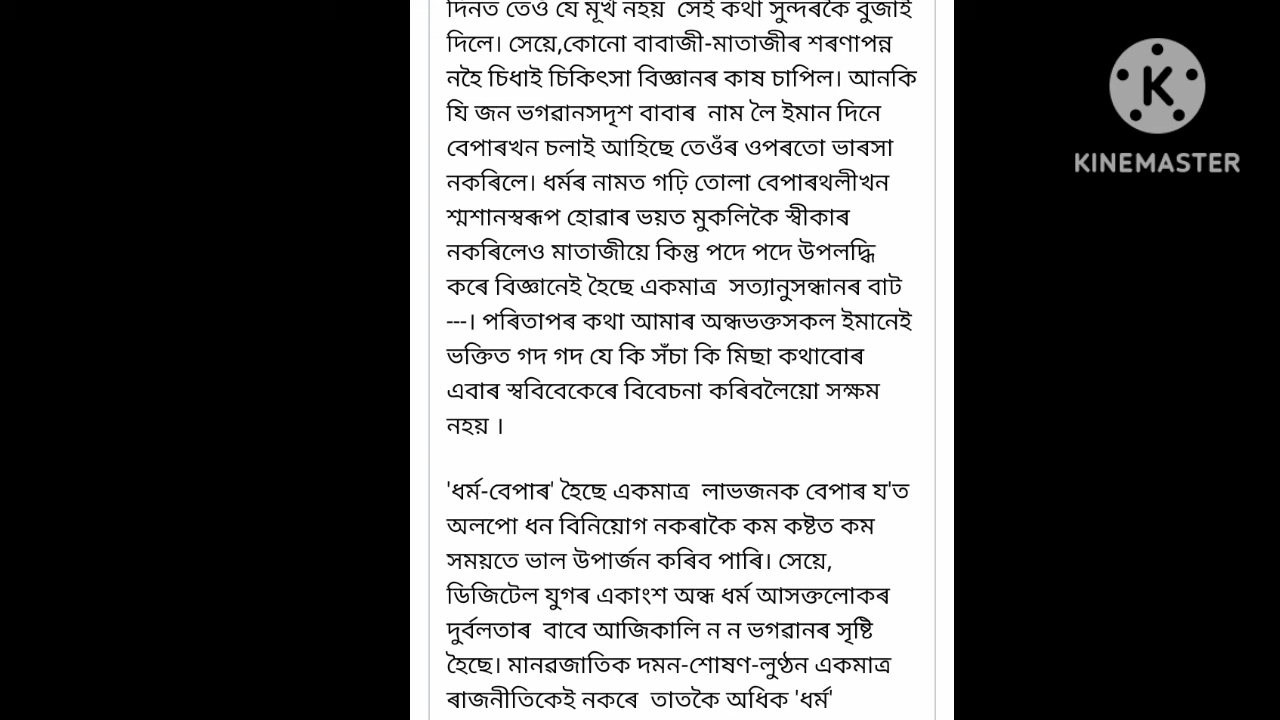 দিনত তেওঁ যে মূৰ্খ নহয় সেই কথা সুন্দৰকৈ বুজাই
দিলে। সেয়ে,কোনো বাবাজী-মাতাজীৰ শৰণাপন্ন
নহৈ চিধাই চিকিৎসা বিজ্ঞানৰ কাষ চাপিল। আনকি
যি জন ভগৱানসদৃশ বাবাৰ নাম লৈ ইমান দিনে
বেপাৰখন চলাই আহিছে তেওঁৰ ওপৰতো ভাৰসা
নকৰিলে। ধৰ্মৰ নামত গঢ়ি তোলা বেপাৰথলীখন
শ্মশানস্বৰূপ হোৱাৰ ভয়ত মুকলিকৈ স্বীকাৰ
নকৰিলেও মাতাজীয়ে কিন্তু পদে পদে উপলদ্ধি
কৰে বিজ্ঞানেই হৈছে একমাত্ৰ সত্যানুসন্ধানৰ বাট
---। পৰিতাপৰ কথা আমাৰ অন্ধভক্তসকল ইমানেই
ভক্তিত গদ গদ যে কি সঁচা কি মিছা কথাবোৰ
এবাৰ স্ববিবেকেৰে বিবেচনা কৰিবলৈয়ো সক্ষম
নহয় ।
'ধৰ্ম-বেপাৰ' হৈছে একমাত্ৰ লাভজনক বেপাৰ য'ত
অলপো ধন বিনিয়োগ নকৰাকৈ কম কষ্টত কম
সময়তে ভাল উপাৰ্জন কৰিব পাৰি। সেয়ে,
ডিজিটেল যুগৰ একাংশ অন্ধ ধৰ্ম আসক্তলোকৰ
দুৰ্বলতাৰ বাবে আজিকালি ন ন ভগৱানৰ সৃষ্টি
হৈছে। মানৱজাতিক দমন-শোষণ-লুণ্ঠন একমাত্ৰ
ৰাজনীতিকেই নকৰে তাতকৈ অধিক 'ধৰ্ম'
K
KINEMASTER